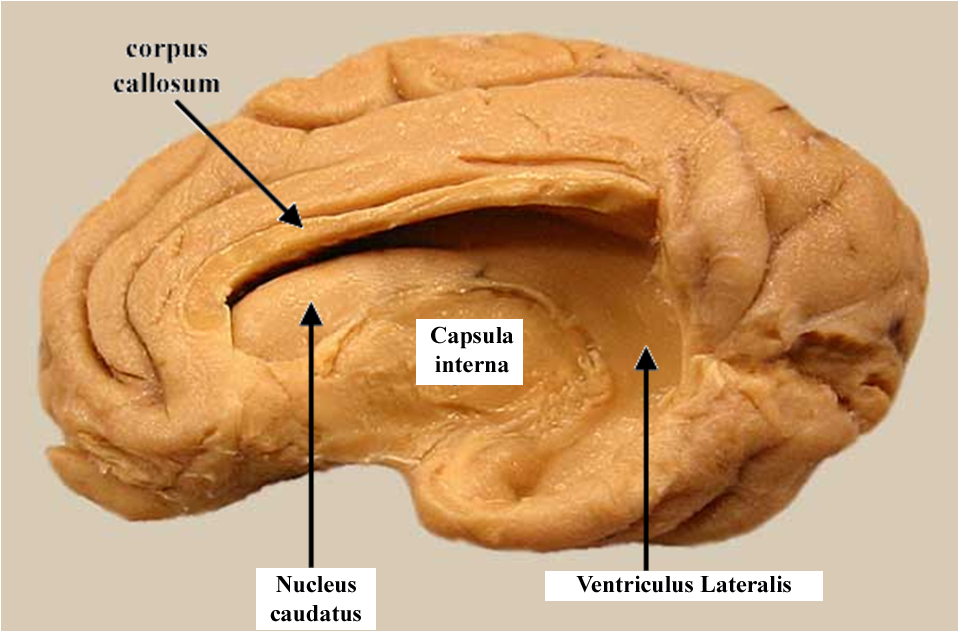 corpus
callosum
Capsula
interna
Nucleus
caudatus
Ventriculus Lateralis